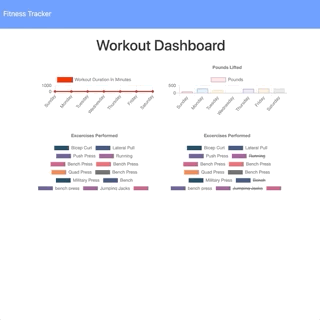 Fitness Tracker
Workout Dashboard
Workout Duration In Minutes
1000
0
Sunday
Monday
Tuesday
Wednesday
Thursday
Friday
Saturday
Pounds Lifted
Pounds
500
0
Sunday
Monday
Tuesday
Wednesday
Thursday
Friday
Saturday
Excercises Performed
Bicep Curl Lateral Pull
Push Press Running
Bench Press Bench Press
Quad Press Bench Press
Military Press Bench
bench press Jumping Jacks
Excercises Performed
Bicep Curl Lateral Pull
Push Press Running
Bench Press Bench Press
Quad Press Bench Press
Military Press Bench
bench press Jumping Jacks